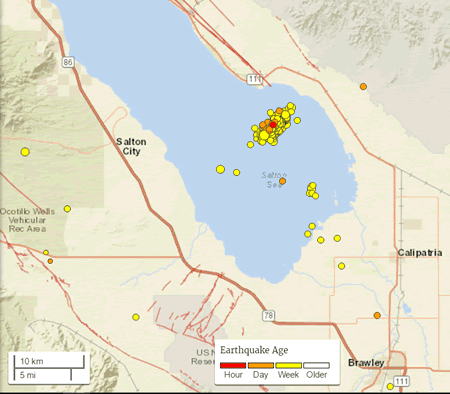 86
111
Salton
City
Salton
Sea
Ocotillo Wells
Vehicular
Rec Area
Calipatria
78
US N
Reser
Earthquake Age
Hour Day Week Older
10 km
5 mi
Brawley
111